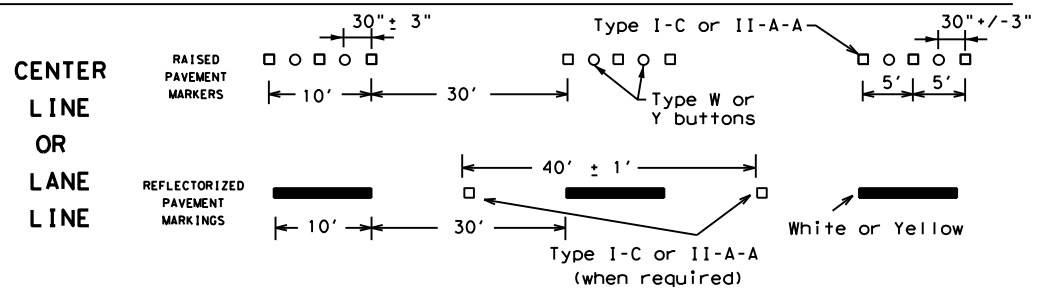 CENTER
LINE
OR
LANE
LINE
RAISED
PAVEMENT
MARKERS
30"± 3"
10'
30'
Type I-C or II-A-A
Type W or
Y buttons
30"+/-3"
5'
5'
REFLECTORIZED
PAVEMENT
MARKINGS
40' ± 1'
10'
30'
Type I-C or II-A-A
(when required)
White or Yellow